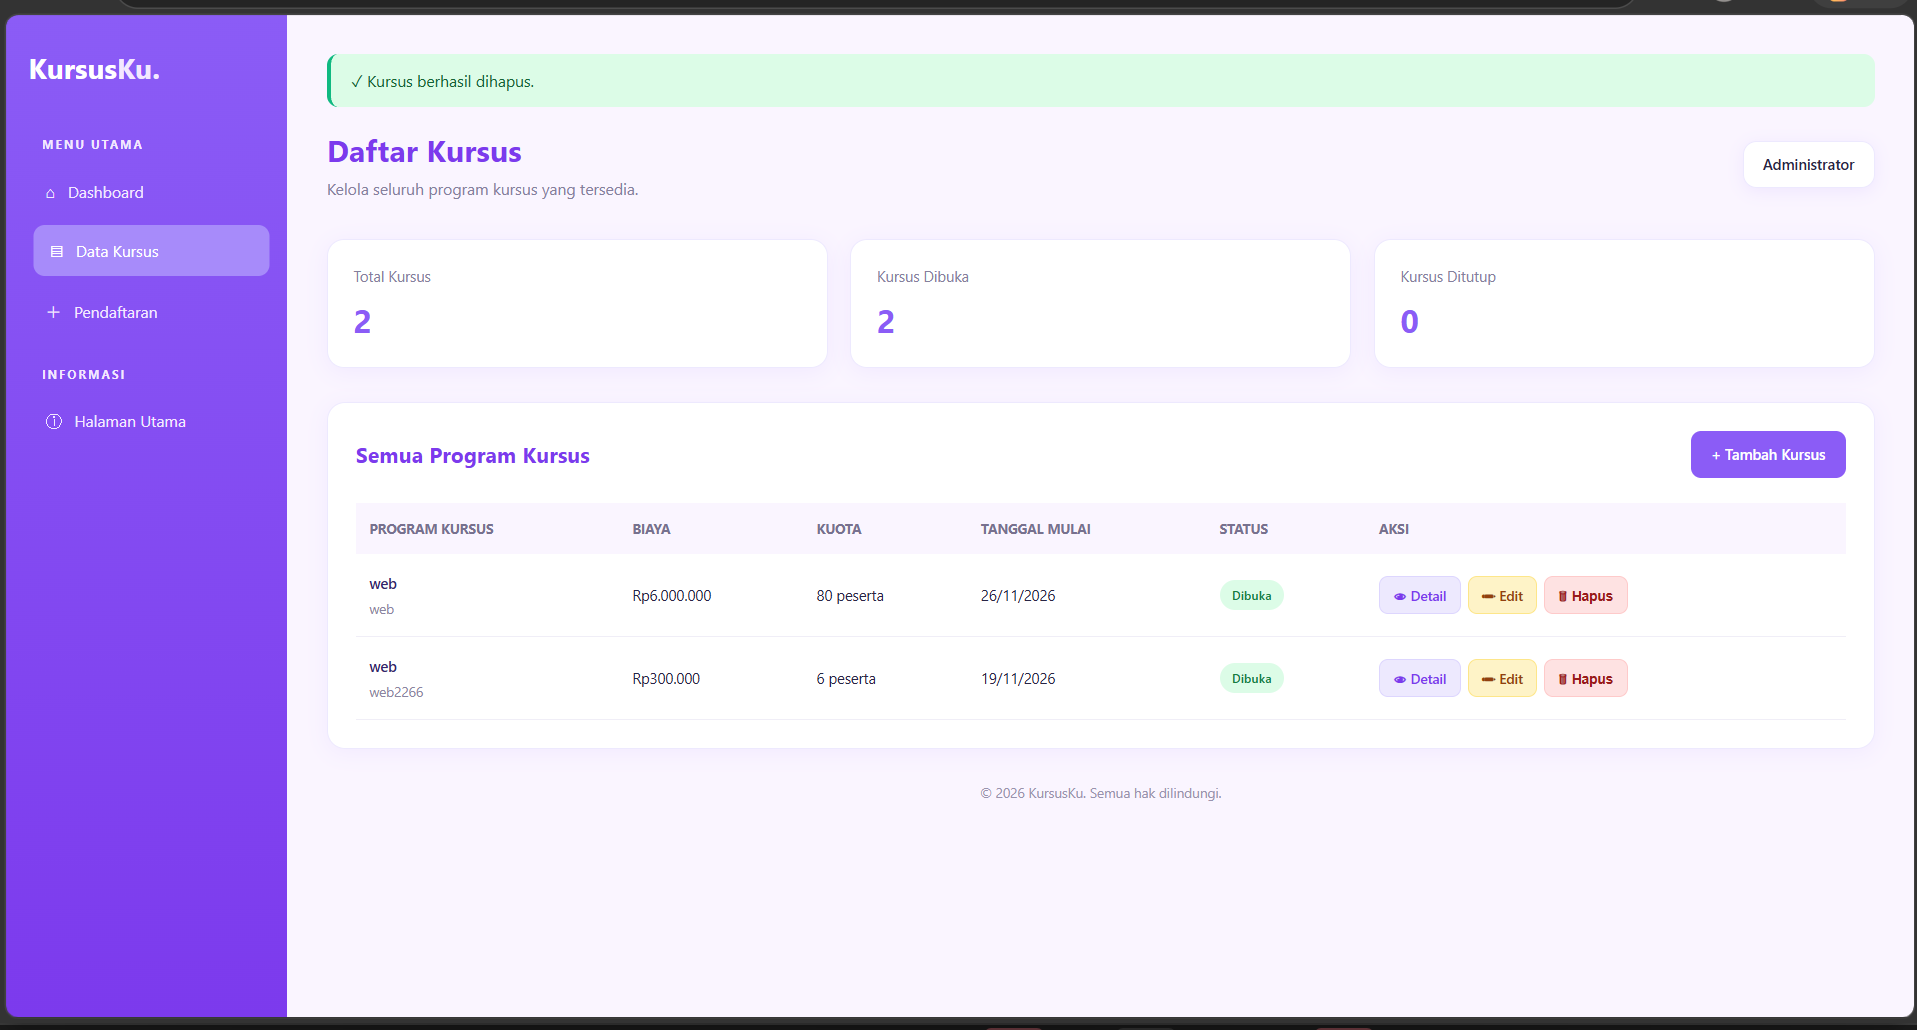 KursusKu.
MENU UTAMA
Dashboard
Data Kursus
Pendaftaran
INFORMASI
Halaman Utama
✓ Kursus berhasil dihapus.
Daftar Kursus
Kelola seluruh program kursus yang tersedia.
Administrator
Total Kursus
2
Kursus Dibuka
2
Kursus Ditutup
0
Semua Program Kursus
+ Tambah Kursus
PROGRAM KURSUS BIAYA KUOTA TANGGAL MULAI STATUS AKSI
web
web
Rp6.000.000 80 peserta 26/11/2026 Dibuka Detail Edit Hapus
web
web2266
Rp300.000 6 peserta 19/11/2026 Dibuka Detail Edit Hapus
© 2026 KursusKu. Semua hak dilindungi.